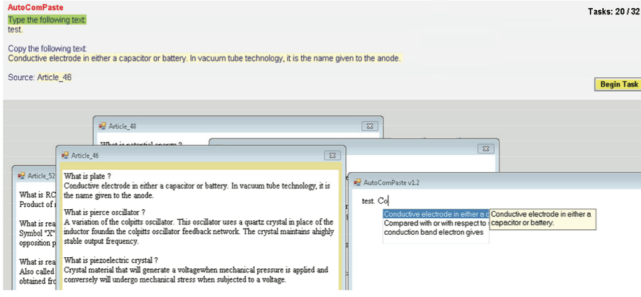 AutoComPaste
Tasks: 20 / 32
Type the following text:
test.
Copy the following text:
Conductive electrode in either a capacitor or battery. In vacuum tube technology, it is the name given to the anode.
Source: Article_46
Begin Task
Article_48
What is potential energy ?
Article_52
What is RC
Product of
What is rea
Symbol "X"
opposition p
What is rea
Also called
obtained fro
Article_46
What is plate ?
Conductive electrode in either a capacitor or battery. In vacuum tube technology, it is
the name given to the anode.
What is pierce oscillator ?
A variation of the colpitts oscillator. This oscillator uses a quartz crystal in place of the
inductor foundin the colpitts oscillator feedback network. The crystal maintains ahighly
stable output frequency.
What is piezoelectric crystal ?
Crystal material that will generate a voltagewhen mechanical pressure is applied and
conversely will undergo mechanical stress when subjected to a voltage.
AutoComPaste v1.2
test. Co
Conductive electrode in either a c
Compared with or with respect to
conduction band electron gives
Conductive electrode in either a
capacitor or battery.